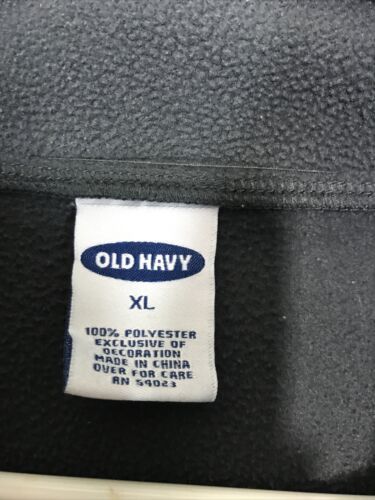 OLD NAVY
XL
100% POLYESTER
EXCLUSIVE OF
DECORATION
MADE IN CHINA
OVER FOR CARE
RN 54023